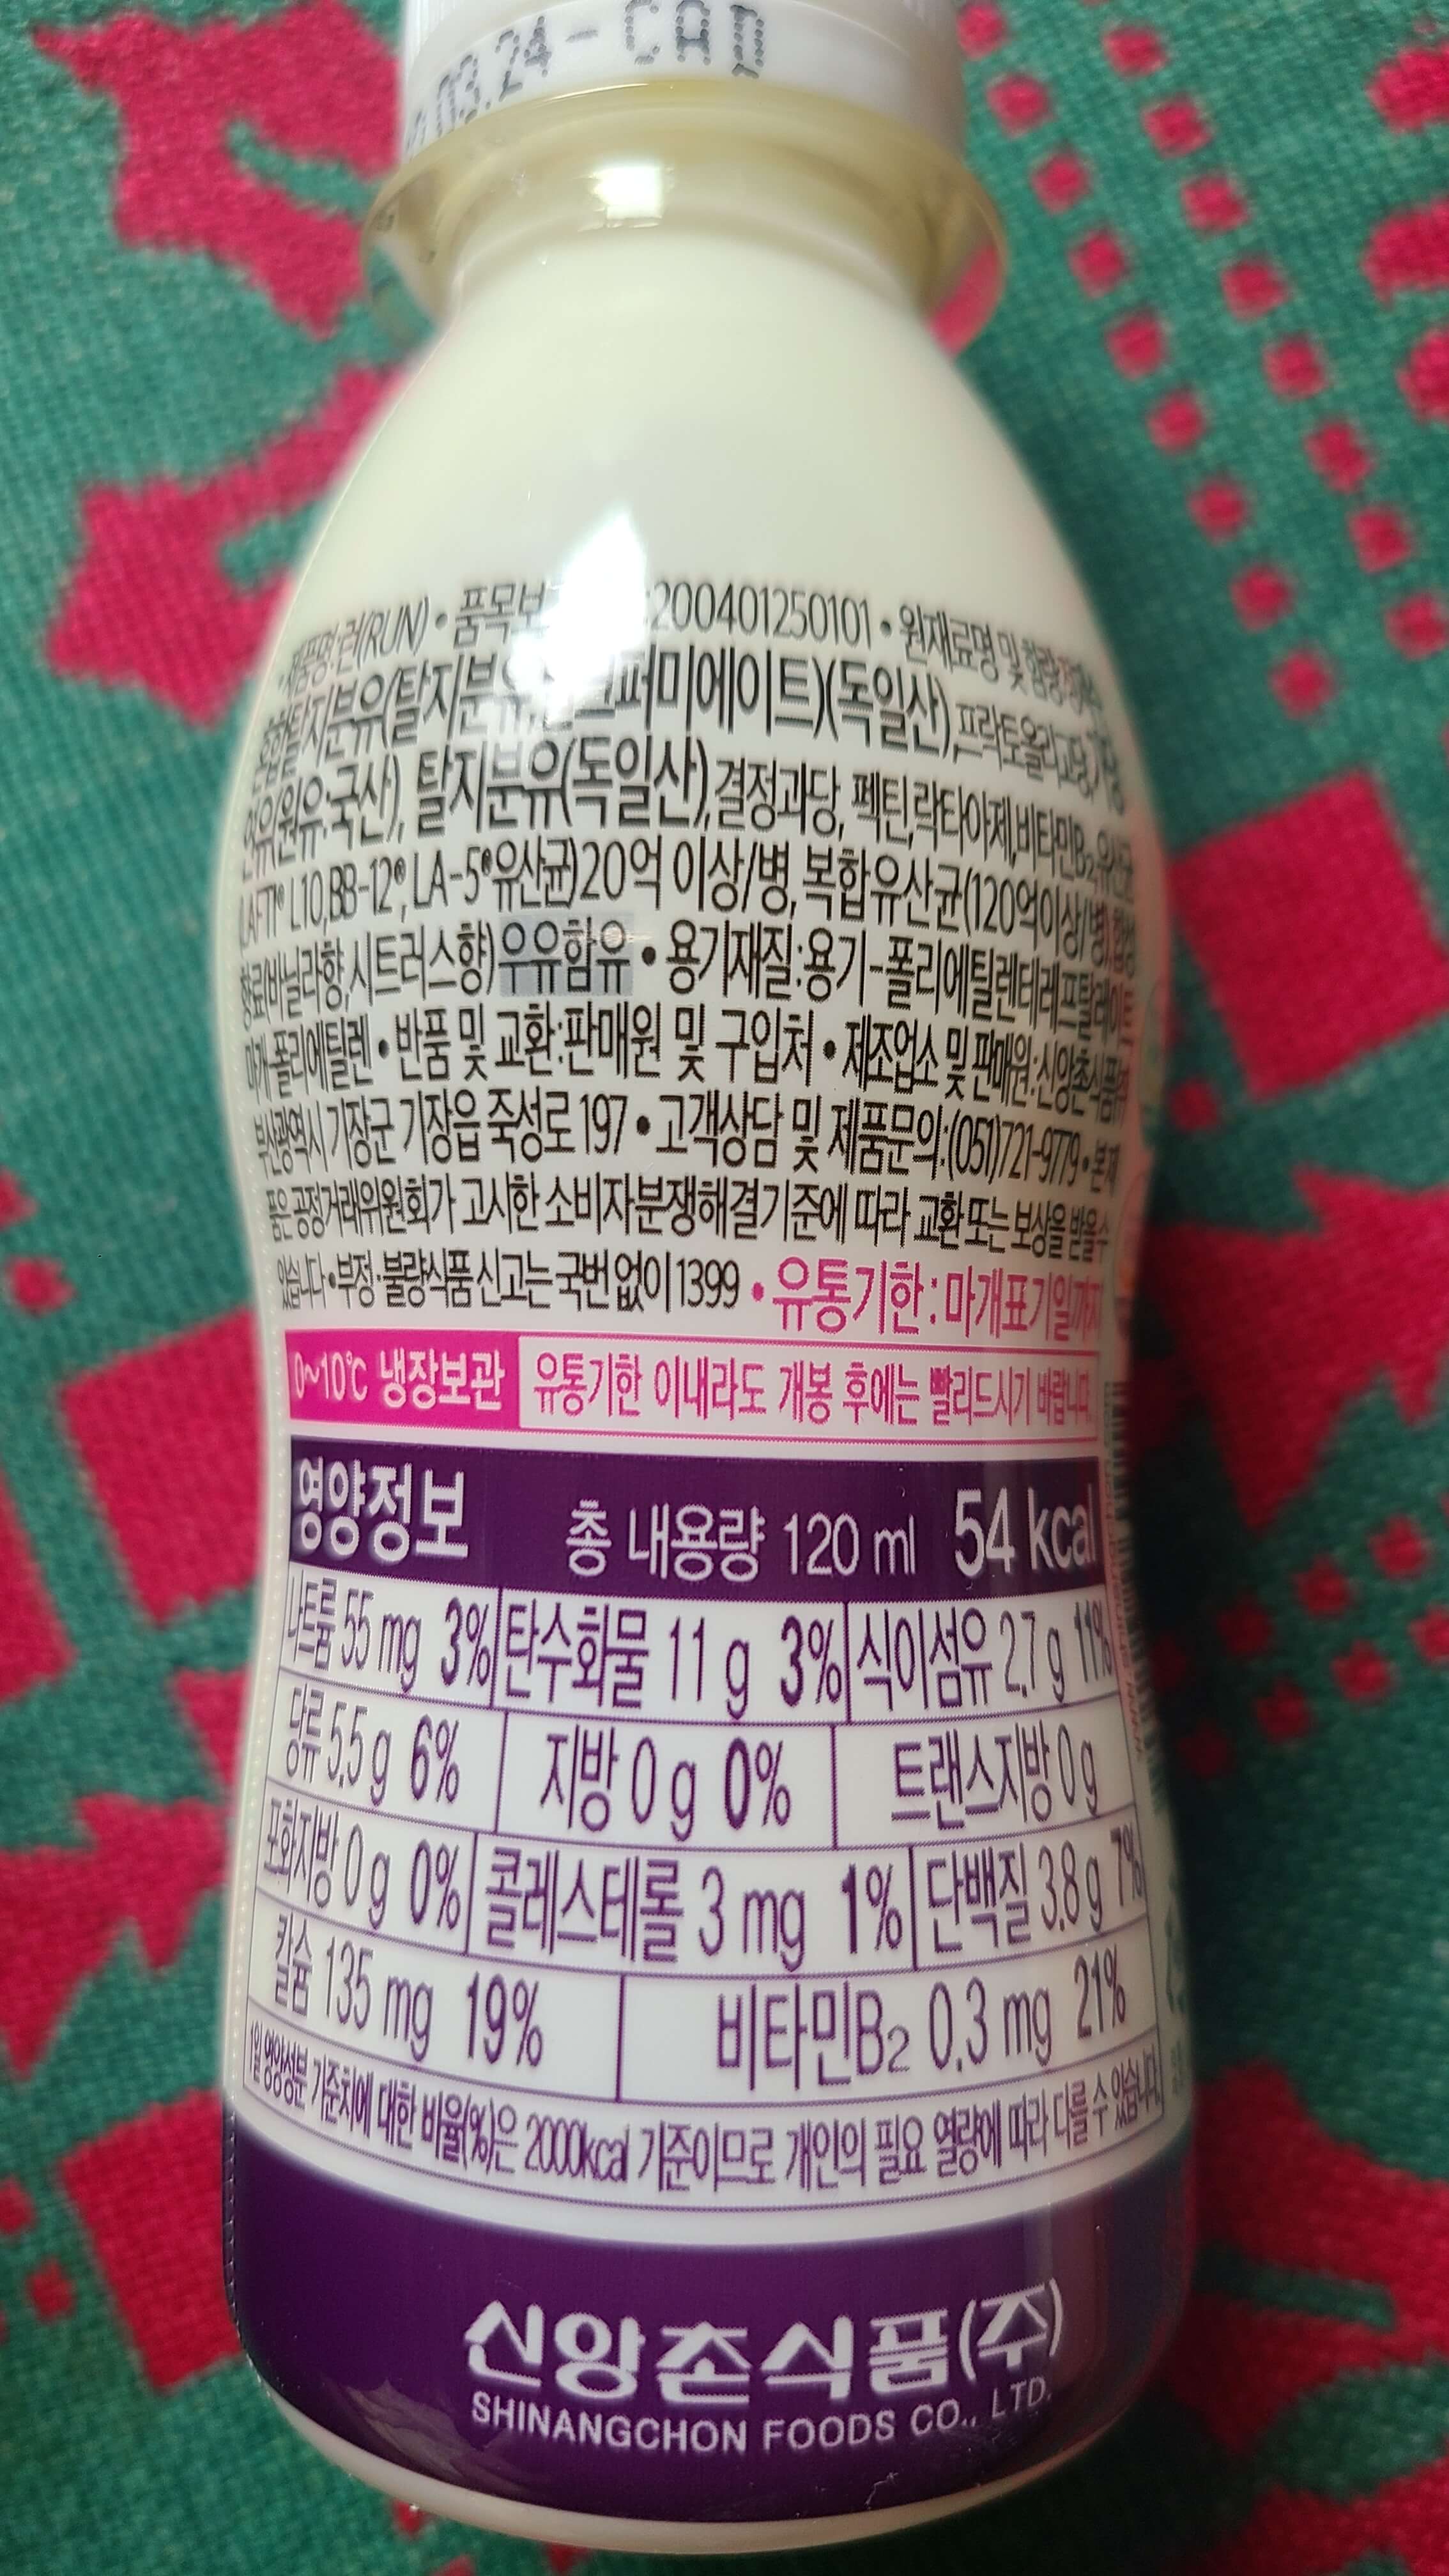 03.24-CAD
제품명:런(RUN) • 품목보 :200401250101 • 원재료명 및 함량:
혼합탈지분유(탈지분유, 퍼미에이트)(독일산), 프락토올리고당,
(원유:국산), 탈지분유(독일산), 결정과당, 펙틴, 락타아제, 비타민B₂, 유산균
(LAFTI® L10, BB-12®, LA-5® 유산균)20억 이상/병, 복합유산균(120억이상/병),
향료(바닐라향,시트러스향) 우유함유 • 용기재질:용기-폴리에틸렌테레프탈레이트
마개-폴리에틸렌 • 반품 및 교환:판매원 및 구입처 • 제조업소 및 판매원:신앙촌식품(주)
부산광역시 기장군 기장읍 죽성로 197 • 고객상담 및 제품문의:(051)721-9779 • 본제
품은 공정거래위원회가 고시한 소비자분쟁해결기준에 따라 교환 또는 보상을 받을 수
있습니다 • 부정·불량식품 신고는 국번 없이 1399 • 유통기한 : 마개표기일까지
0~10℃ 냉장보관 유통기한 이내라도 개봉 후에는 빨리드시기 바랍니다.
영양정보 총 내용량 120 ml 54 kcal
나트륨 55 mg 3% 탄수화물 11 g 3% 식이섬유 2.7 g 11%
당류 5.5 g 6% 지방 0 g 0% 트랜스지방 0 g
포화지방 0 g 0% 콜레스테롤 3 mg 1% 단백질 3.8 g 7%
칼슘 135 mg 19% 비타민B₂ 0.3 mg 21%
1일 영양성분 기준치에 대한 비율(%)은 2000kcal 기준이므로 개인의 필요 열량에 따라 다를 수 있습니다.
신앙촌식품(주)
SHINANGCHON FOODS CO., LTD.